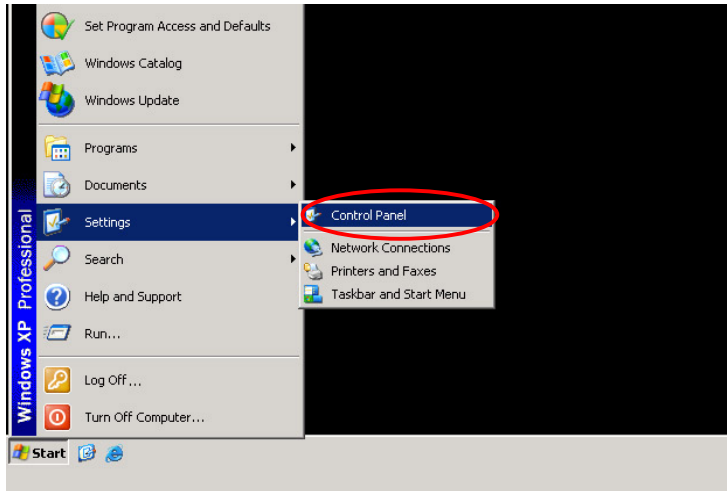 Set Program Access and Defaults
Windows Catalog
Windows Update
Programs
Documents
Settings
Search
Help and Support
Run...
Log Off...
Turn Off Computer...
Control Panel
Network Connections
Printers and Faxes
Taskbar and Start Menu
Windows XP Professional
Start